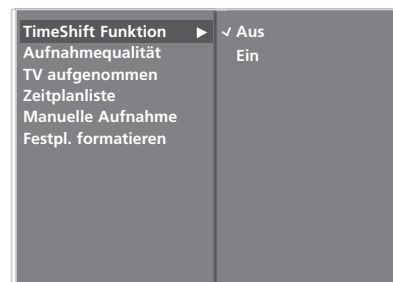 TimeShift Funktion ▶ ✓ Aus
Aufnahmequalität Ein
TV aufgenommen
Zeitplanliste
Manuelle Aufnahme
Festpl. formatieren